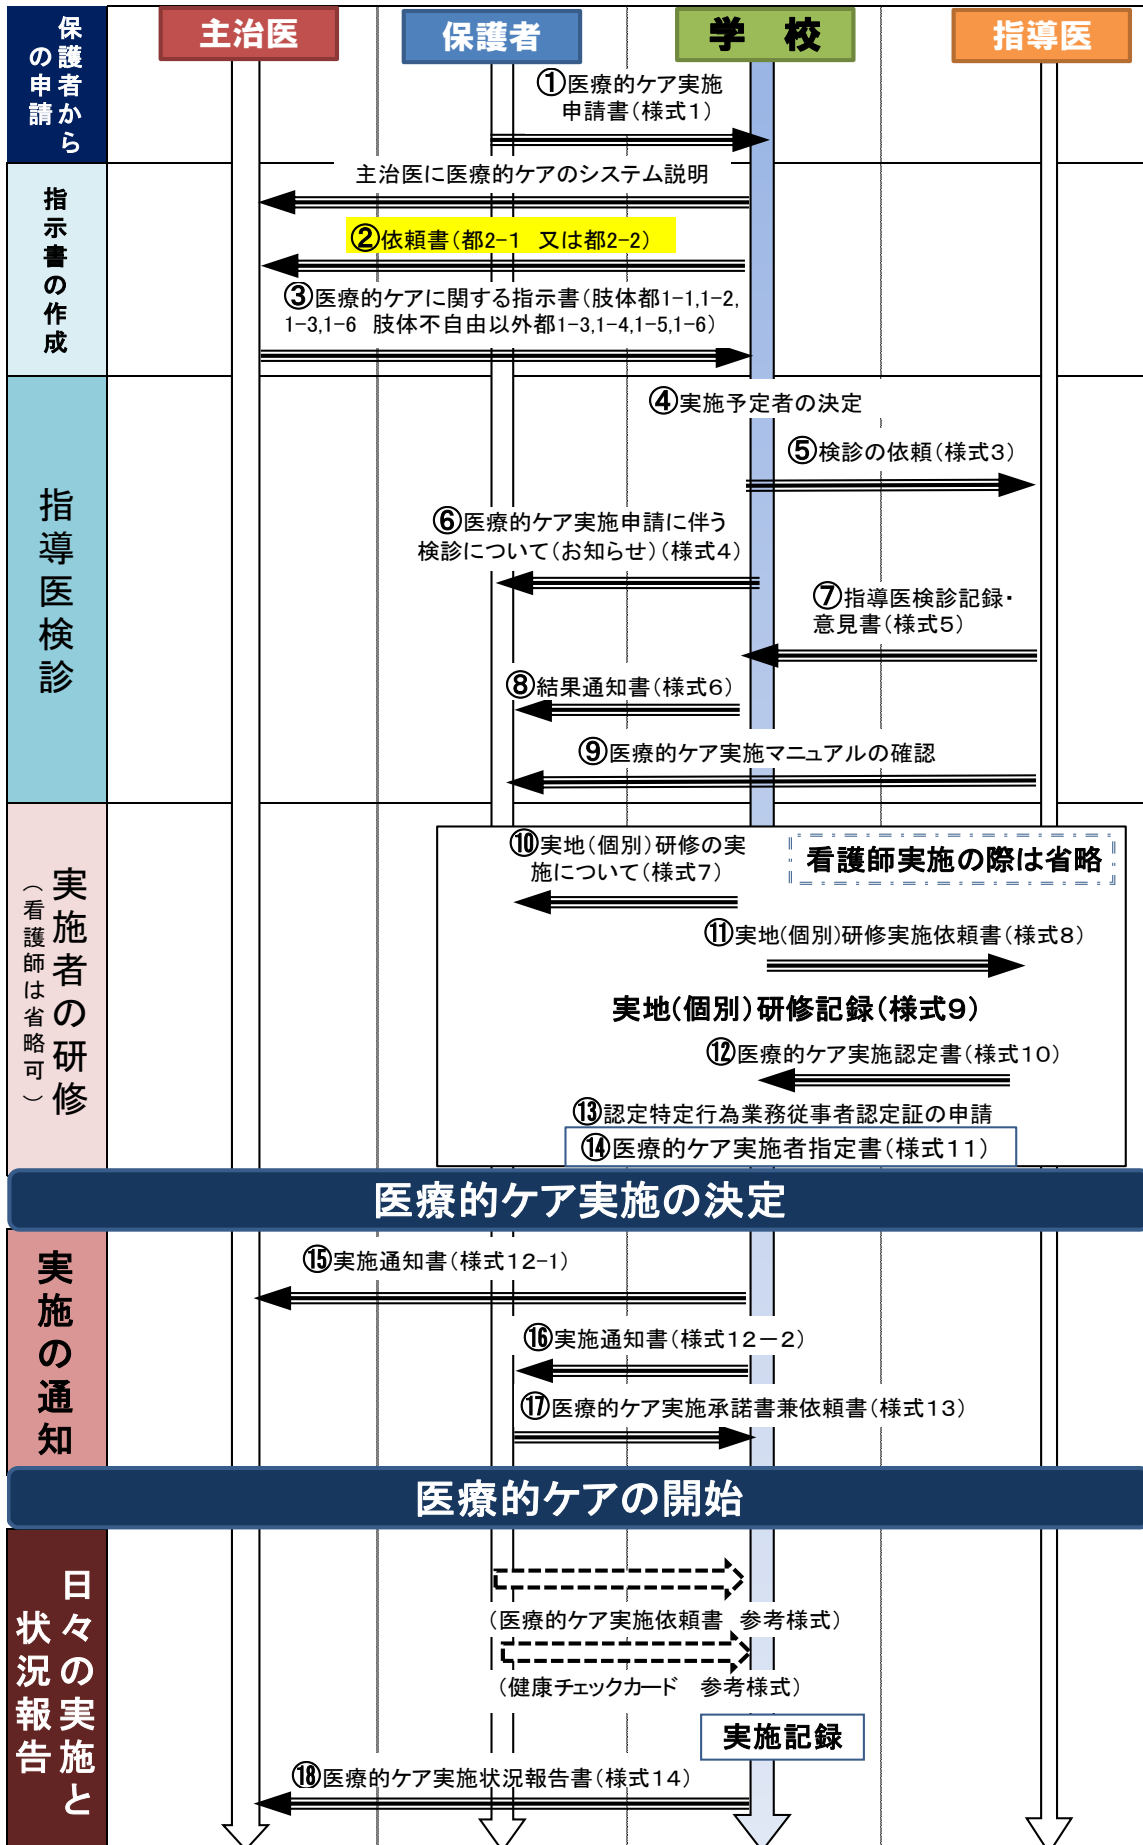 主治医
保護者
学 校
指導医
保護者から
の申請
①医療的ケア実施
申請書(様式1)
指示書の作成
主治医に医療的ケアのシステム説明
②依頼書(都2-1 又は都2-2)
③医療的ケアに関する指示書(肢体都1-1,1-2,
1-3,1-6 肢体不自由以外都1-3,1-4,1-5,1-6)
指導医検診
④実施予定者の決定
⑤検診の依頼(様式3)
⑥医療的ケア実施申請に伴う
検診について(お知らせ)(様式4)
⑦指導医検診記録・
意見書(様式5)
⑧結果通知書(様式6)
⑨医療的ケア実施マニュアルの確認
実施者の研修
(看護師は省略可)
⑩実地(個別)研修の実
施について(様式7)
看護師実施の際は省略
⑪実地(個別)研修実施依頼書(様式8)
実地(個別)研修記録(様式9)
⑫医療的ケア実施認定書(様式10)
⑬認定特定行為業務従事者認定証の申請
⑭医療的ケア実施者指定書(様式11)
医療的ケア実施の決定
実施の通知
⑮実施通知書(様式12-1)
⑯実施通知書(様式12-2)
⑰医療的ケア実施承諾書兼依頼書(様式13)
医療的ケアの開始
日々の実施と
状況報告
(医療的ケア実施依頼書 参考様式)
(健康チェックカード 参考様式)
実施記録
⑱医療的ケア実施状況報告書(様式14)